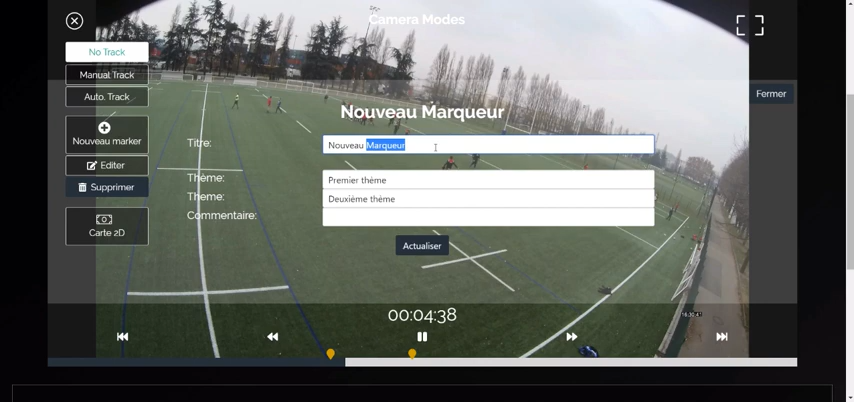 Camera Modes
No Track
Manual Track
Auto. Track
Nouveau marker
Editer
Supprimer
Carte 2D
Fermer
Nouveau Marqueur
Titre:
Nouveau Marqueur
Thème:
Premier thème
Theme:
Deuxième thème
Commentaire:
Actualiser
00:04:38